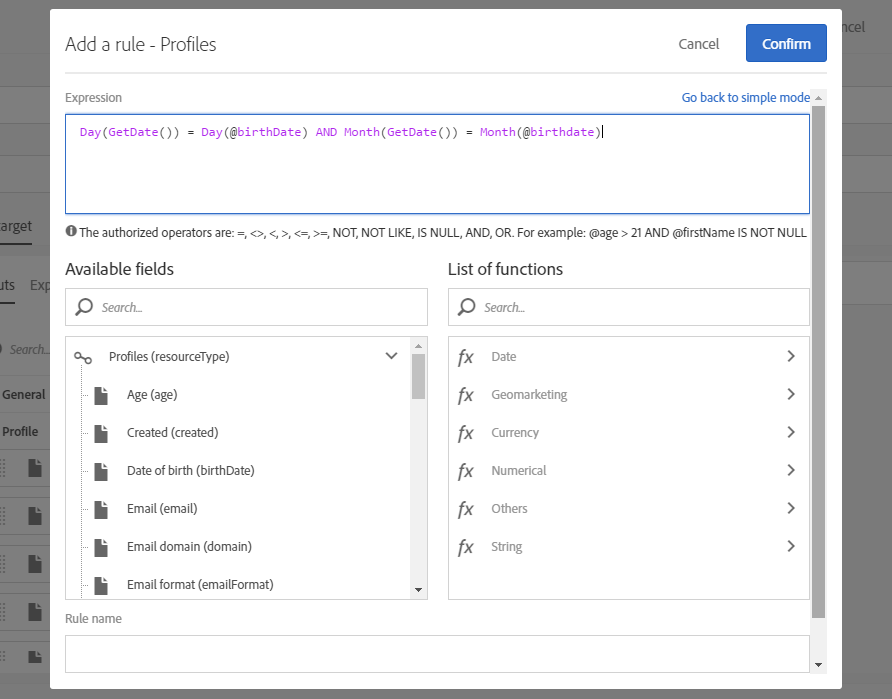 ncel
Add a rule - Profiles
Cancel
Confirm
Expression
Go back to simple mode
Day(GetDate()) = Day(@birthDate) AND Month(GetDate()) = Month(@birthdate)
The authorized operators are: =, <>, <, >, <=, >=, NOT, NOT LIKE, IS NULL, AND, OR. For example: @age > 21 AND @firstName IS NOT NULL
arget
Available fields
List of functions
uts
Exp
Search...
Search...
Search...
Profiles (resourceType)
Date
General
Age (age)
Geomarketing
Profile
Created (created)
Currency
Date of birth (birthDate)
Numerical
Email (email)
Others
Email domain (domain)
String
Email format (emailFormat)
Rule name